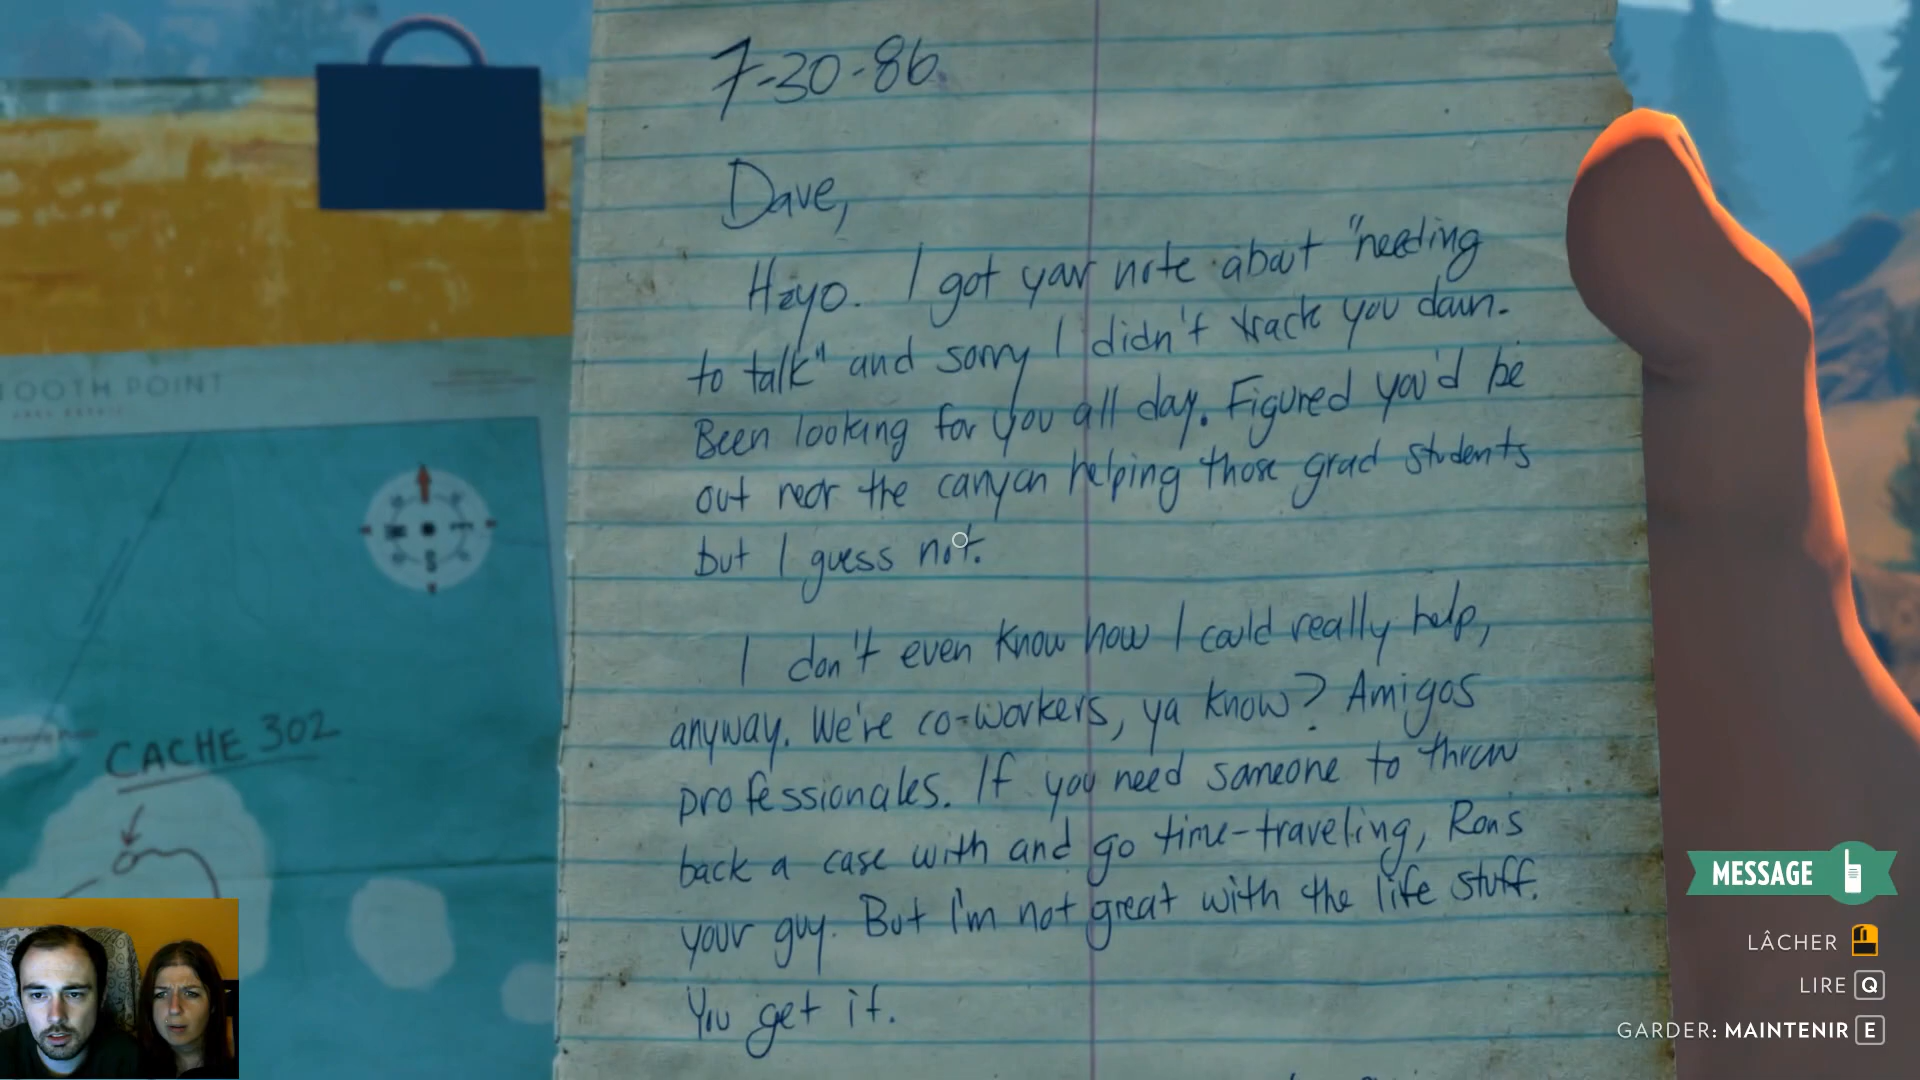 7-30-86
Dave,
Heyo. I got your note about "needing
to talk" and sorry I didn't track you down.
Been looking for you all day. Figured you'd be
out near the canyon helping those grad students
but I guess not.
I don't even know how I could really help,
anyway. We're co-workers, ya know? Amigos
professionales. If you need someone to throw
back a case with and go time-traveling, Ron's
your guy. But I'm not great with the life stuff.
You get it.
TOOTH POINT
S
CACHE 302
MESSAGE
LÂCHER
LIRE Q
GARDER: MAINTENIR E